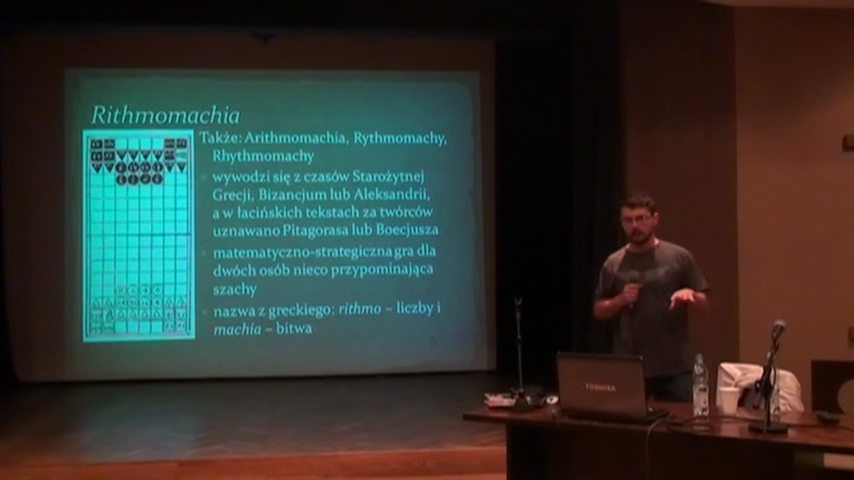 Rithmomachia
Także: Arithmomachia, Rythmomachy,
Rhythmomachy
wywodzi się z czasów Starożytnej
Grecji, Bizancjum lub Aleksandrii,
a w łacińskich tekstach za twórców
uznawano Pitagorasa lub Boecjusza
matematyczno-strategiczna gra dla
dwóch osób nieco przypominająca
szachy
nazwa z greckiego: rithmo – liczby i
machia – bitwa
TOSHIBA